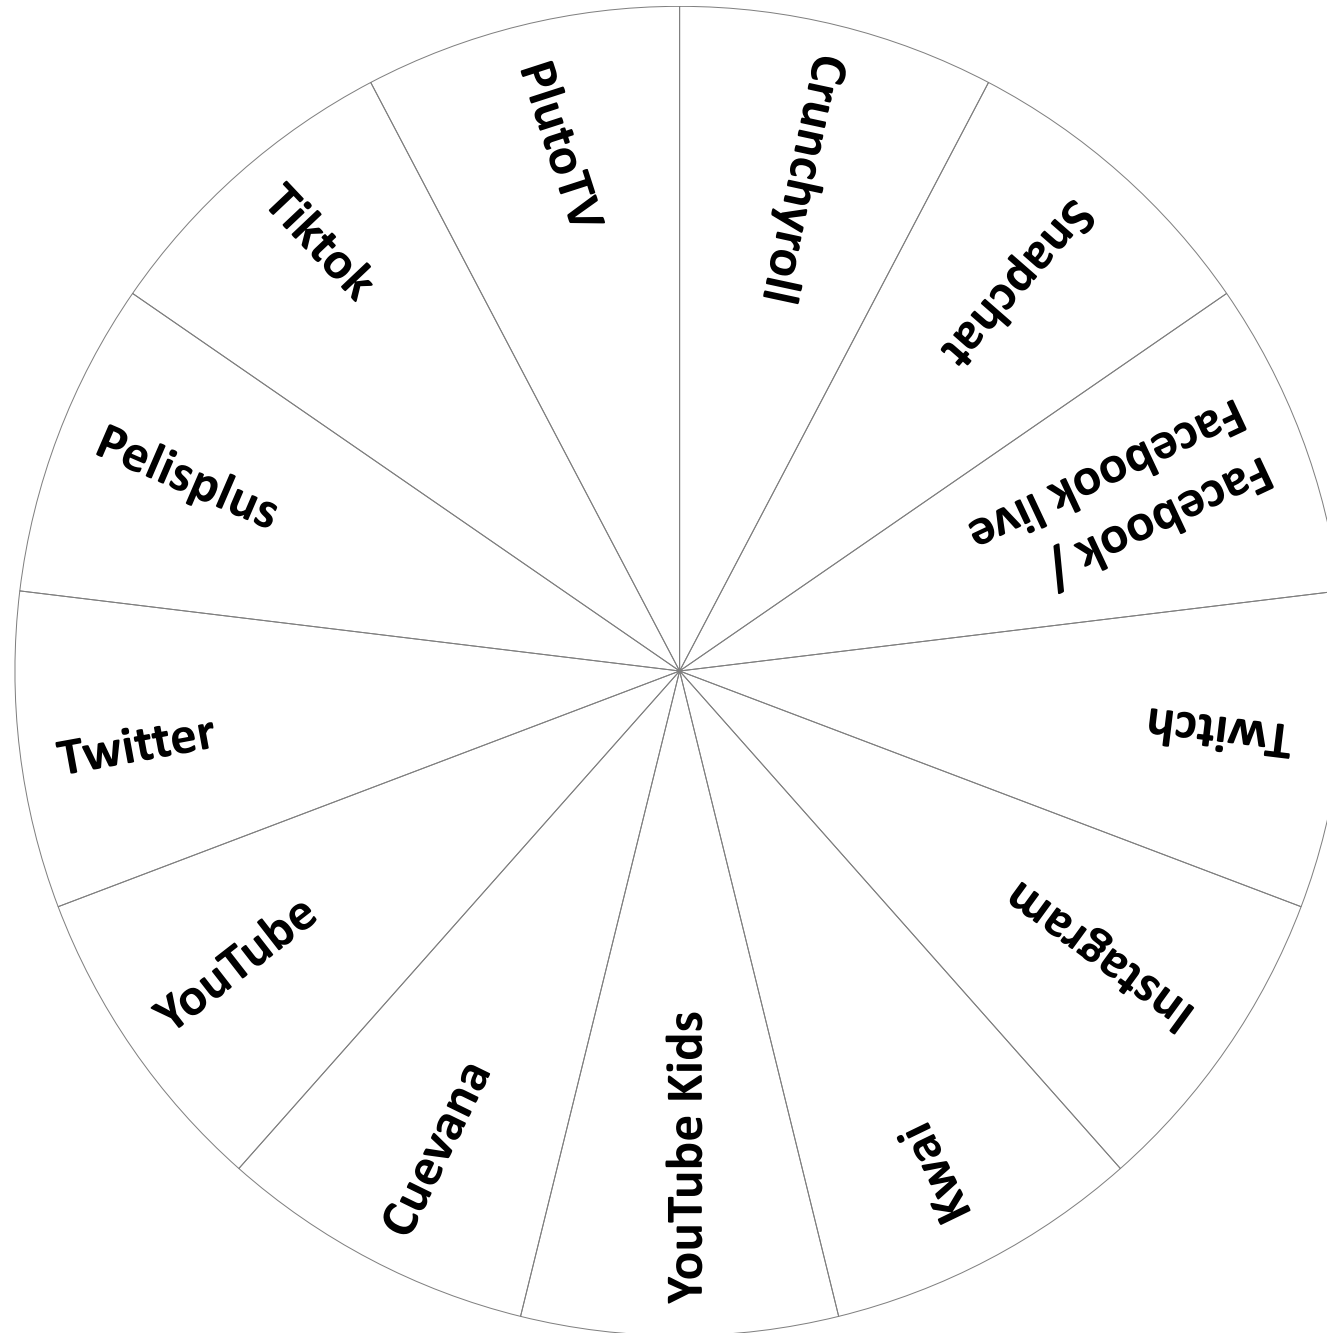 Crunchyroll
Snapchat
Facebook /
Facebook live
Twitch
Instagram
Kwai
YouTube Kids
Cuevana
YouTube
Twitter
Pelisplus
Tiktok
PlutoTV